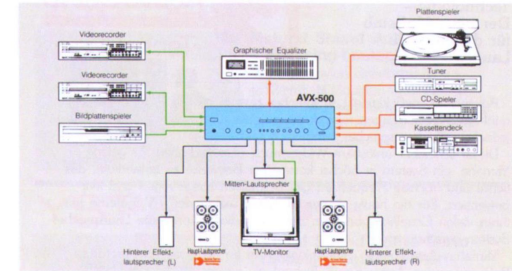 Plattenspieler
Videorecorder
Graphischer Equalizer
Tuner
Videorecorder
AVX-500
CD-Spieler
Bildplattenspieler
Kassettendeck
Mitten-Lautsprecher
Hinterer Effekt-
lautsprecher (L)
Haupt-Lautsprecher
TV-Monitor
Haupt-Lautsprecher
Hinterer Effekt-
lautsprecher (R)